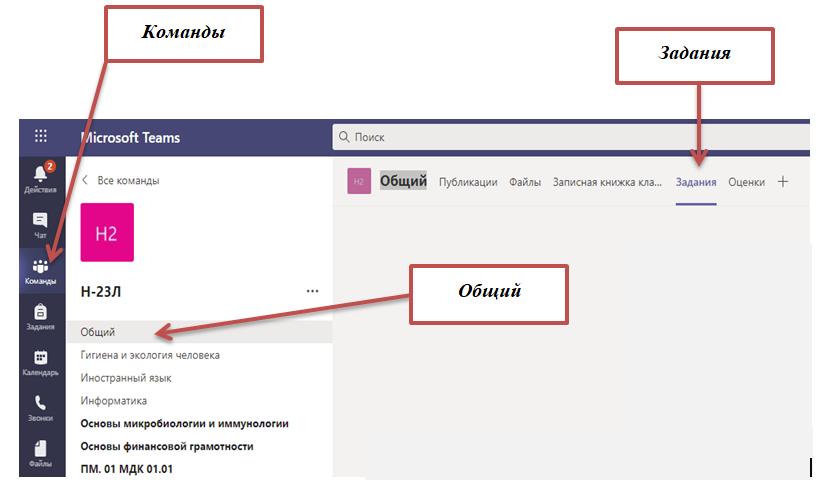 Команды
Задания
Microsoft Teams
Поиск
2
Действия
Чат
Команды
Задания
Календарь
Звонки
Файлы
Все команды
Н2
Н-23Л
...
Общий
Гигиена и экология человека
Иностранный язык
Информатика
Основы микробиологии и иммунологии
Основы финансовой грамотности
ПМ. 01 МДК 01.01
Н2 Общий Публикации Файлы Записная книжка кла... Задания Оценки +
Общий